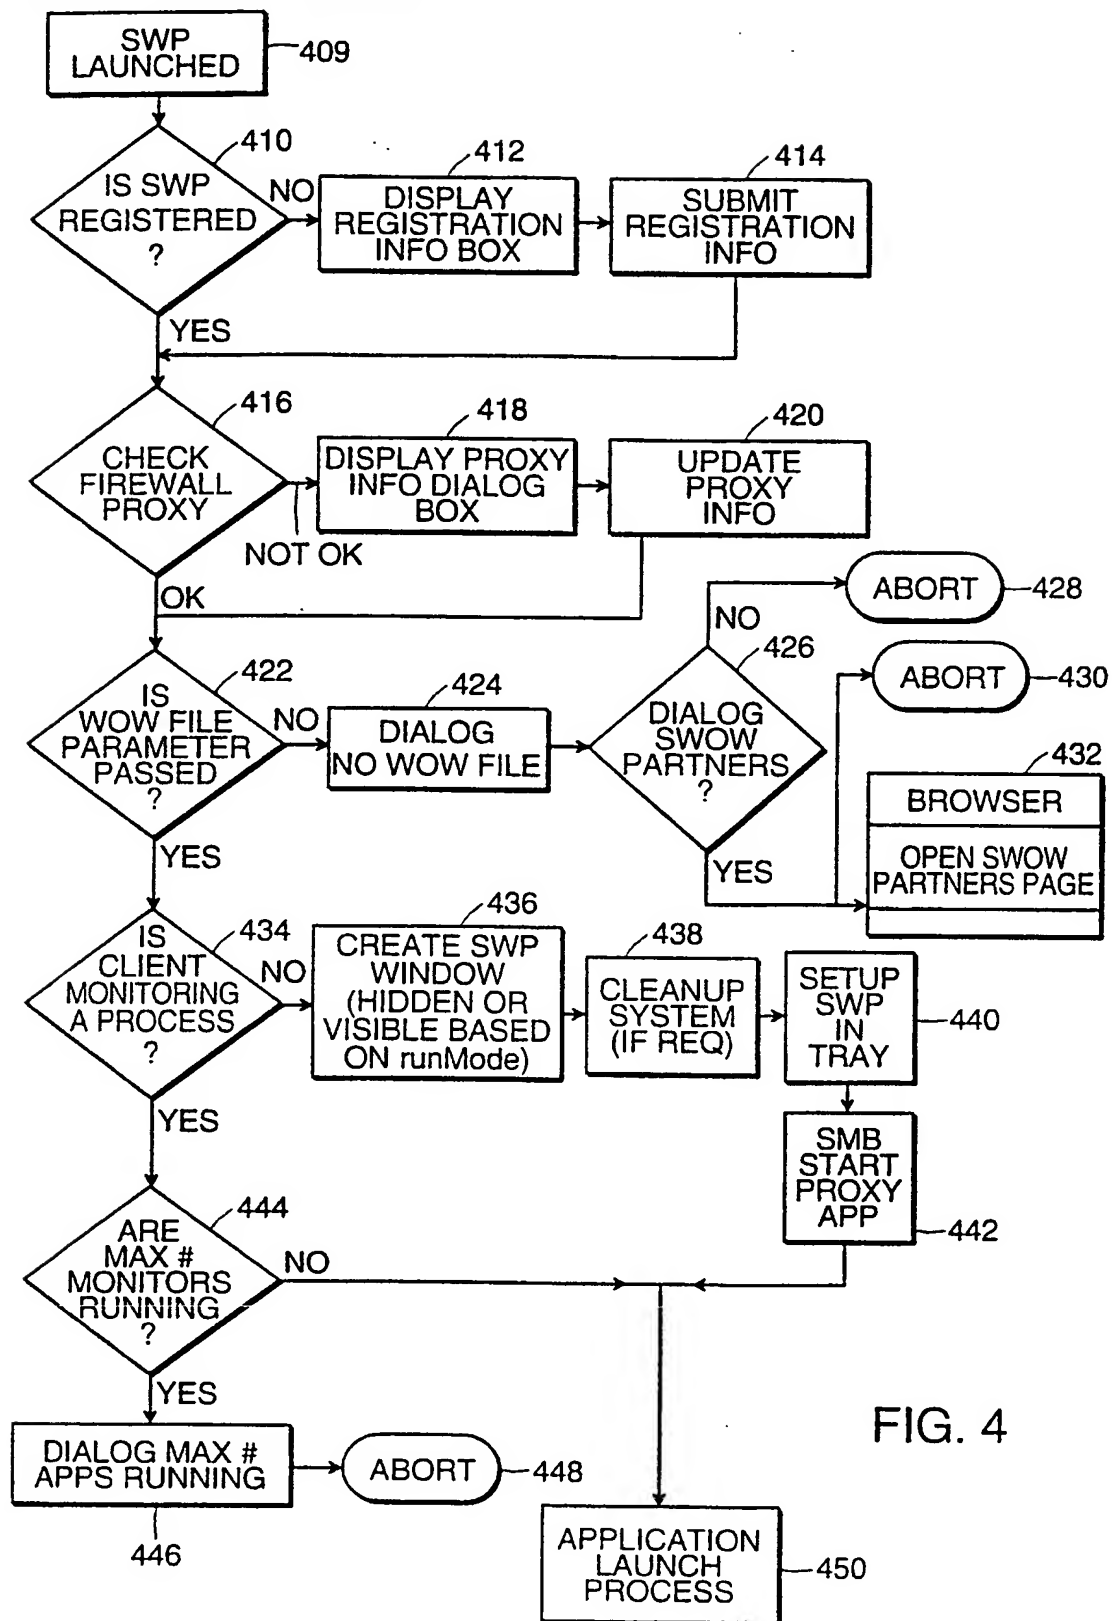 SWP
LAUNCHED
409
410
IS SWP
REGISTERED
?
NO
412
DISPLAY
REGISTRATION
INFO BOX
414
SUBMIT
REGISTRATION
INFO
YES
416
CHECK
FIREWALL
PROXY
NOT OK
418
DISPLAY PROXY
INFO DIALOG
BOX
420
UPDATE
PROXY
INFO
OK
422
IS
WOW FILE
PARAMETER
PASSED
?
NO
424
DIALOG
NO WOW FILE
426
DIALOG
SWOW
PARTNERS
?
NO
ABORT
428
ABORT
430
YES
432
BROWSER
OPEN SWOW
PARTNERS PAGE
YES
434
IS
CLIENT
MONITORING
A PROCESS
?
NO
436
CREATE SWP
WINDOW
(HIDDEN OR
VISIBLE BASED
ON runMode)
438
CLEANUP
SYSTEM
(IF REQ)
SETUP
SWP
IN
TRAY
440
SMB
START
PROXY
APP
442
YES
444
ARE
MAX #
MONITORS
RUNNING
?
NO
YES
DIALOG MAX #
APPS RUNNING
446
ABORT
448
APPLICATION
LAUNCH
PROCESS
450
FIG. 4